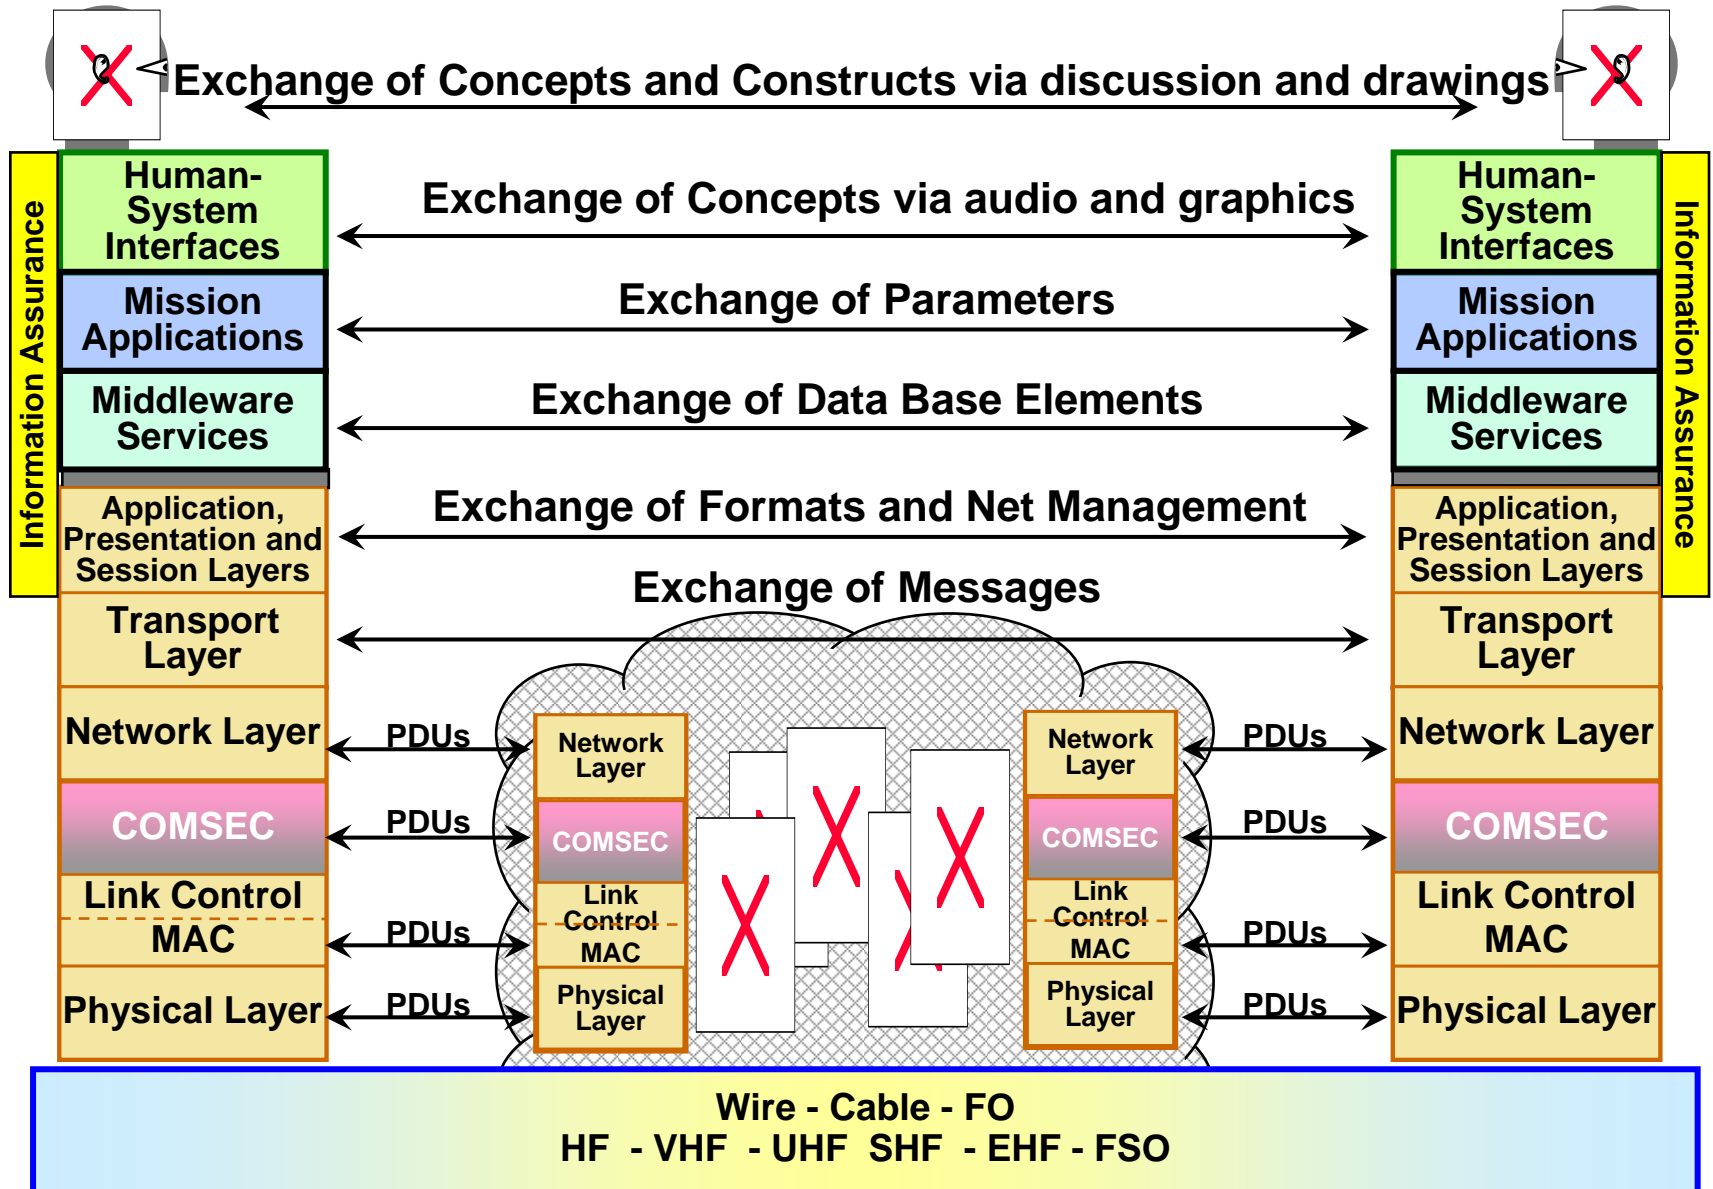 Exchange of Concepts and Constructs via discussion and drawings
Information Assurance
Human-
System
Interfaces
Exchange of Concepts via audio and graphics
Human-
System
Interfaces
Information Assurance
Mission
Applications
Exchange of Parameters
Mission
Applications
Middleware
Services
Exchange of Data Base Elements
Middleware
Services
Application,
Presentation and
Session Layers
Exchange of Formats and Net Management
Application,
Presentation and
Session Layers
Transport
Layer
Exchange of Messages
Transport
Layer
Network Layer
PDUs
Network
Layer
Network
Layer
PDUs
Network Layer
COMSEC
PDUs
COMSEC
COMSEC
PDUs
COMSEC
Link Control
MAC
PDUs
Link
Control
MAC
Link
Control
MAC
PDUs
Link Control
MAC
Physical Layer
PDUs
Physical
Layer
Physical
Layer
PDUs
Physical Layer
Wire - Cable - FO
HF - VHF - UHF SHF - EHF - FSO